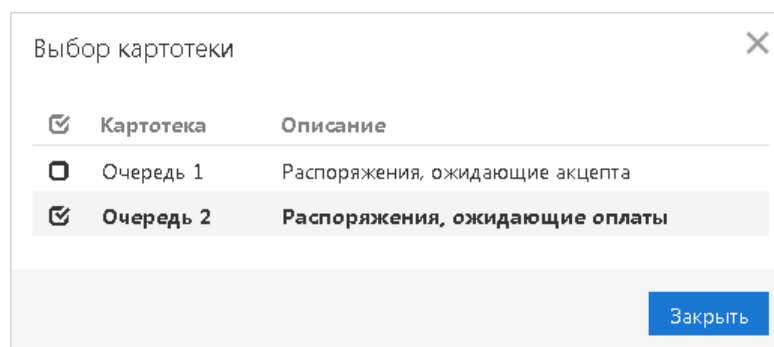 Выбор картотеки
Картотека Описание
Очередь 1 Распоряжения, ожидающие акцепта
Очередь 2 Распоряжения, ожидающие оплаты
Закрыть